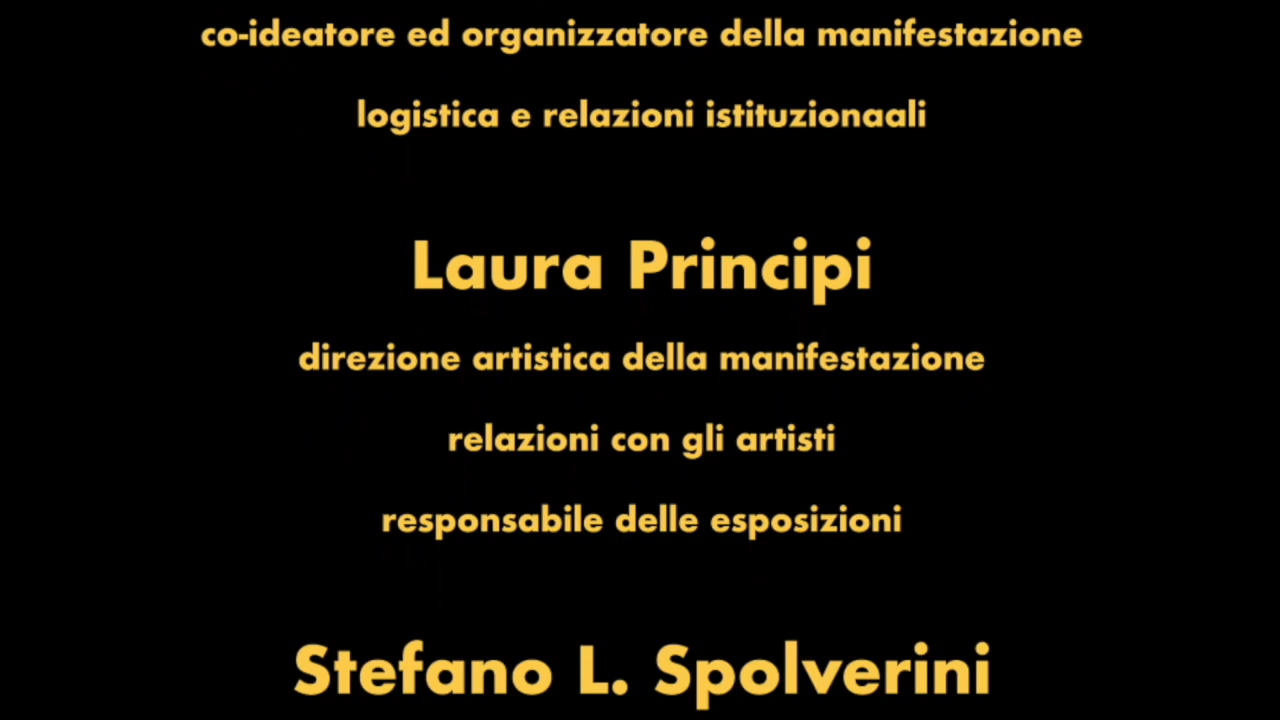 co-ideatore ed organizzatore della manifestazione
logistica e relazioni istituzionaali
Laura Principi
direzione artistica della manifestazione
relazioni con gli artisti
responsabile delle esposizioni
Stefano L. Spolverini